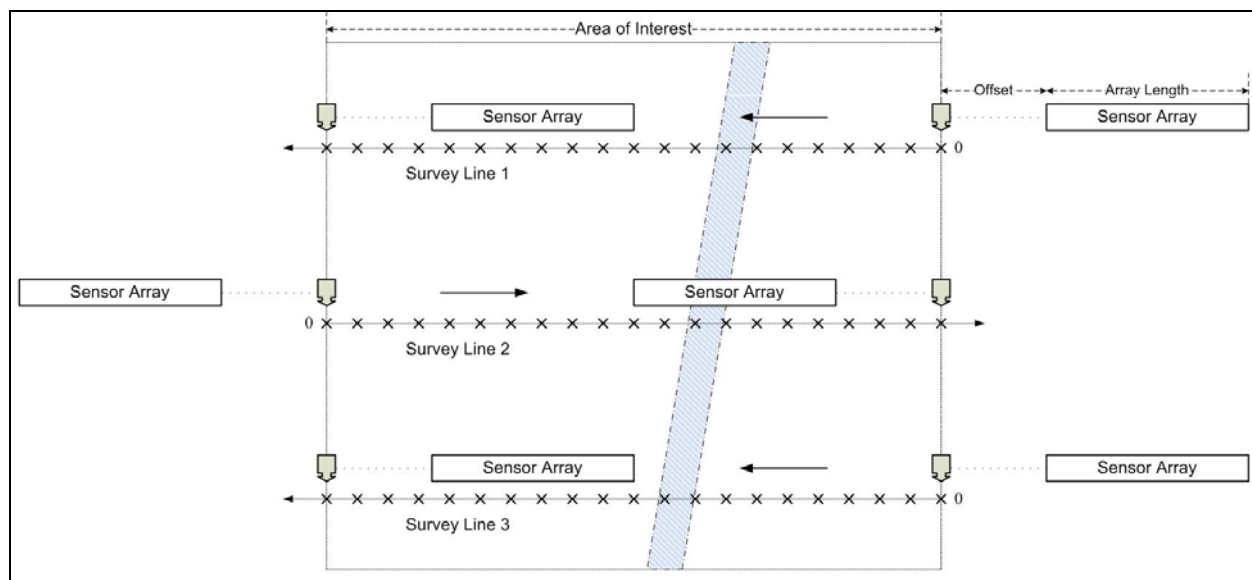 Area of Interest
Offset
Array Length
Sensor Array
Sensor Array
0
Survey Line 1
Sensor Array
Sensor Array
0
Survey Line 2
Sensor Array
Sensor Array
0
Survey Line 3